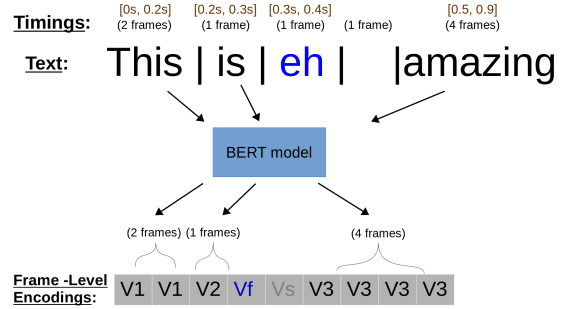 Timings: [0s, 0.2s] [0.2s, 0.3s] [0.3s, 0.4s] [0.5, 0.9]
(2 frames) (1 frame) (1 frame) (1 frame) (4 frames)
Text: This | is | eh | |amazing
BERT model
(2 frames) (1 frame) (4 frames)
Frame -Level
Encodings: V1 V1 V2 Vf Vs V3 V3 V3 V3